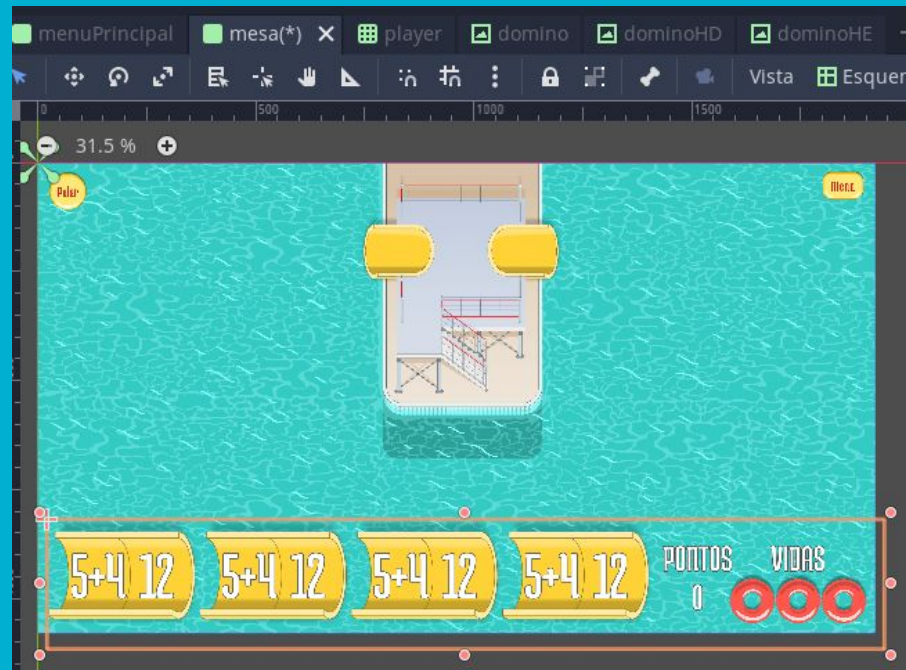 menuPrincipal mesa(*) player domino dominoHD dominoHE
Vista Esquer
0 500 1000 1500
31.5 %
Pular Menu
5+4 12 5+4 12 5+4 12 5+4 12 PONTOS VIDAS
0